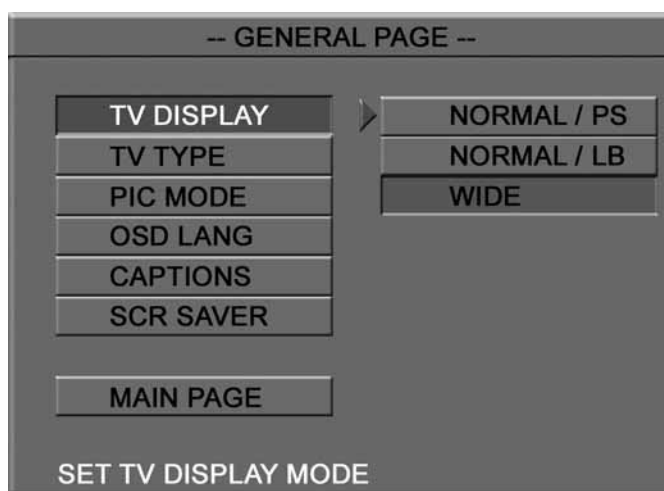 -- GENERAL PAGE --
TV DISPLAY
TV TYPE
PIC MODE
OSD LANG
CAPTIONS
SCR SAVER
MAIN PAGE
NORMAL / PS
NORMAL / LB
WIDE
SET TV DISPLAY MODE